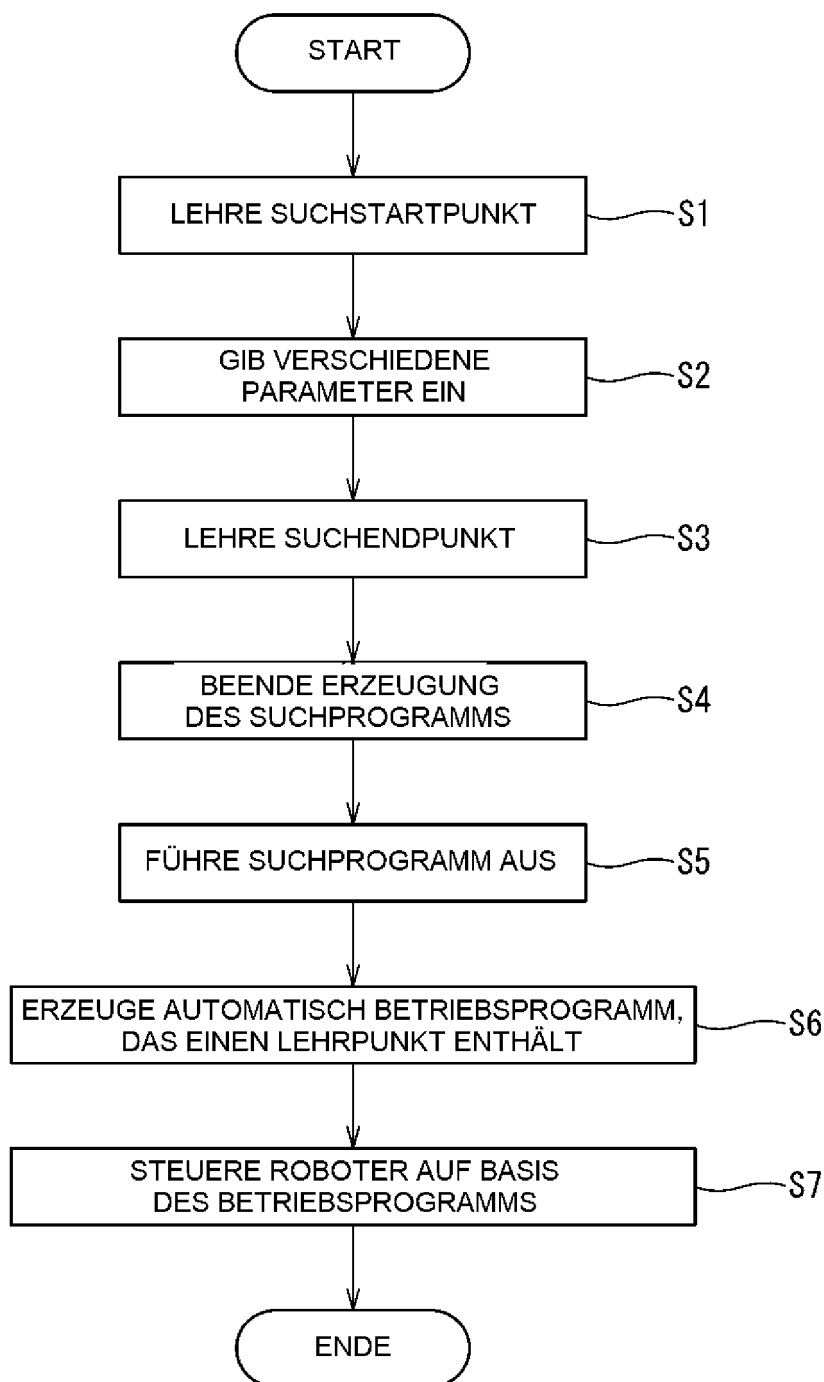 START
LEHRE SUCHSTARTPUNKT
S1
GIB VERSCHIEDENE
PARAMETER EIN
S2
LEHRE SUCHENDPUNKT
S3
BEENDE ERZEUGUNG
DES SUCHPROGRAMMS
S4
FÜHRE SUCHPROGRAMM AUS
S5
ERZEUGE AUTOMATISCH BETRIEBSPROGRAMM,
DAS EINEN LEHRPUNKT ENTHÄLT
S6
STEUERE ROBOTER AUF BASIS
DES BETRIEBSPROGRAMMS
S7
ENDE